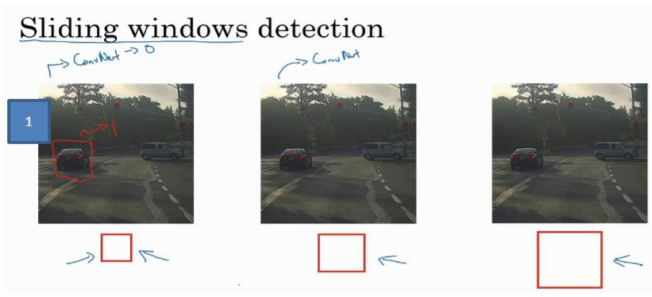 Sliding windows detection
→ ConvNet → 0
→ ConvNet
1
→ 1